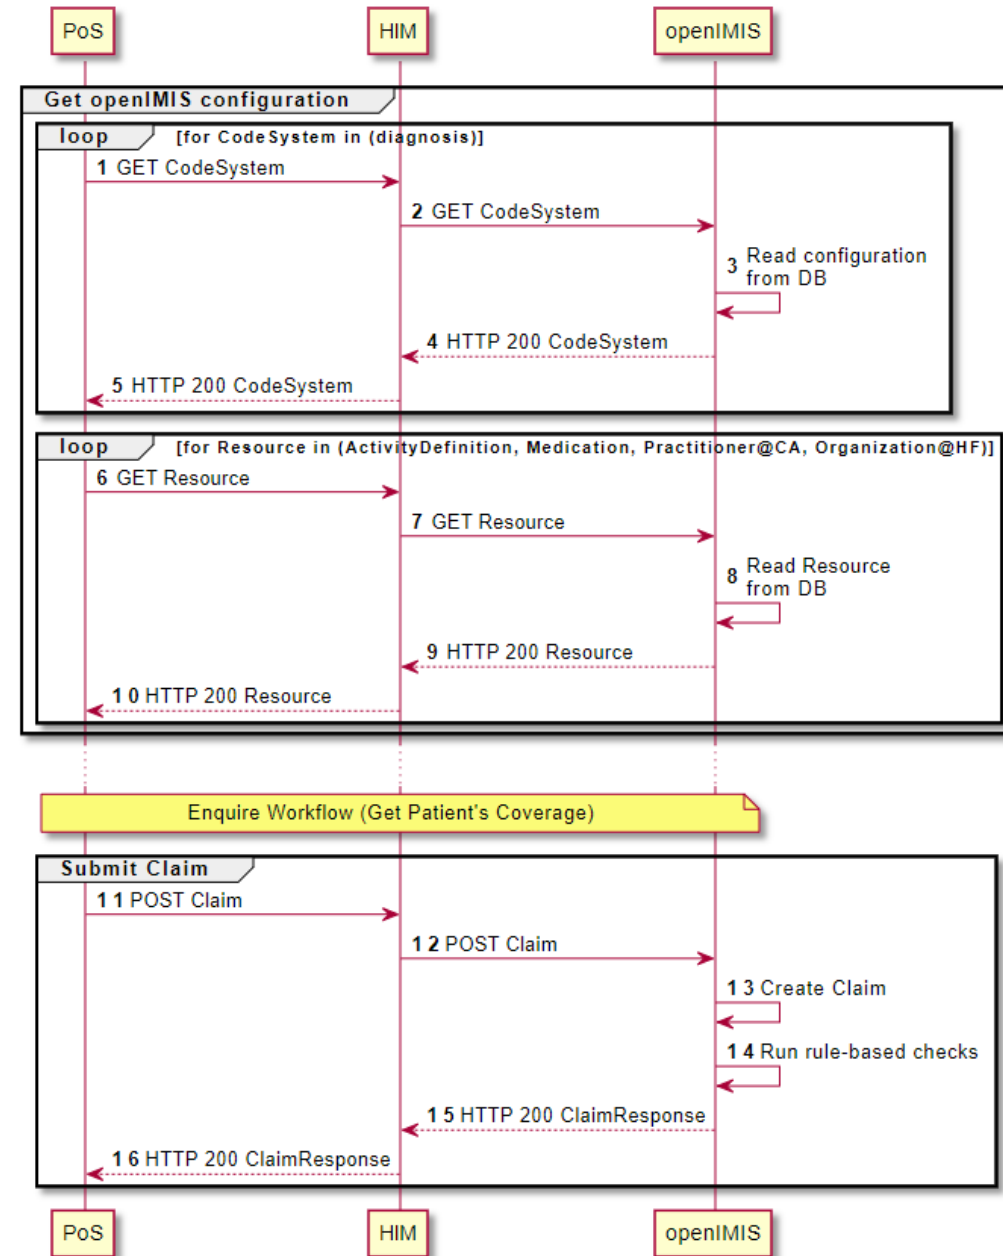 PoS HIM openIMIS
Get openIMIS configuration
loop [for CodeSystem in (diagnosis)]
1 GET CodeSystem
2 GET CodeSystem
3 Read configuration
from DB
4 HTTP 200 CodeSystem
5 HTTP 200 CodeSystem
loop [for Resource in (ActivityDefinition, Medication, Practitioner@CA, Organization@HF)]
6 GET Resource
7 GET Resource
8 Read Resource
from DB
9 HTTP 200 Resource
10 HTTP 200 Resource
Enquire Workflow (Get Patient's Coverage)
Submit Claim
11 POST Claim
12 POST Claim
13 Create Claim
14 Run rule-based checks
15 HTTP 200 ClaimResponse
16 HTTP 200 ClaimResponse
PoS HIM openIMIS